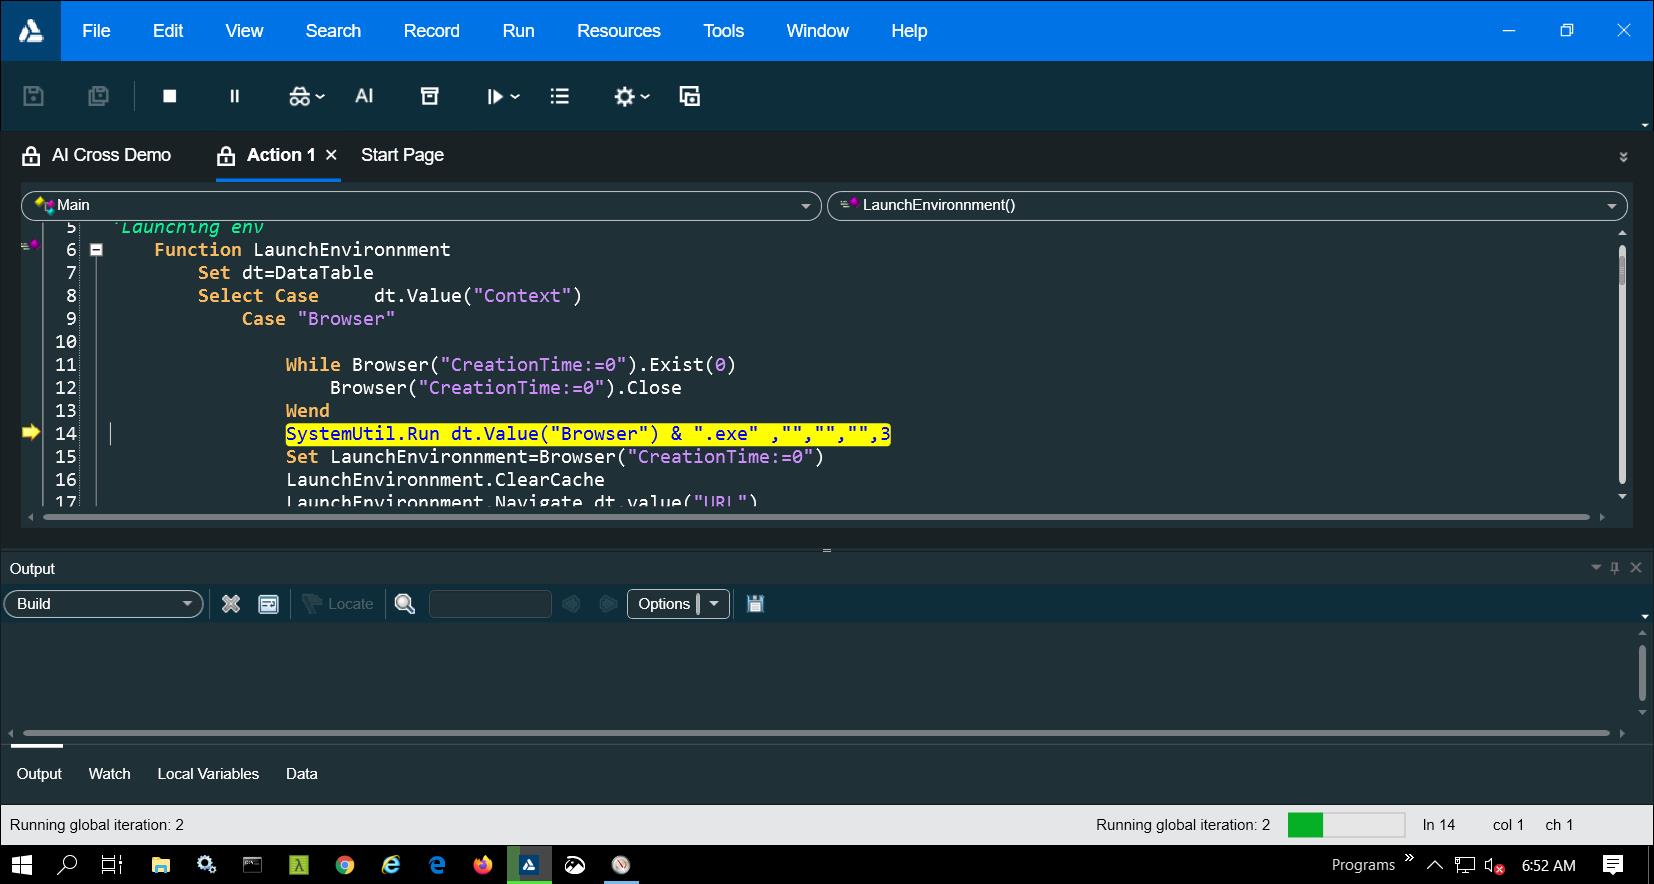 File Edit View Search Record Run Resources Tools Window Help
AI
AI Cross Demo Action 1 Start Page
Main LaunchEnvironnment()
5 'Launching env
6 Function LaunchEnvironnment
7 Set dt=DataTable
8 Select Case dt.Value("Context")
9 Case "Browser"
10
11 While Browser("CreationTime:=0").Exist(0)
12 Browser("CreationTime:=0").Close
13 Wend
14 SystemUtil.Run dt.Value("Browser") & ".exe" ,"","","",3
15 Set LaunchEnvironnment=Browser("CreationTime:=0")
16 LaunchEnvironnment.ClearCache
17 LaunchEnvironnment.Navigate dt.value("URL")
Output
Build Locate Options
Output Watch Local Variables Data
Running global iteration: 2 Running global iteration: 2 ln 14 col 1 ch 1
Programs 6:52 AM